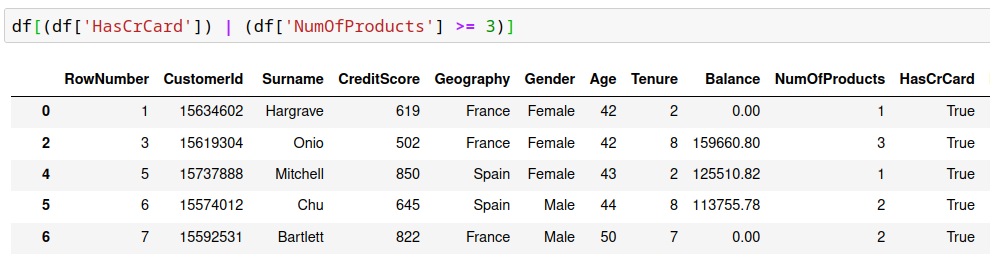 df[(df['HasCrCard']) | (df['NumOfProducts'] >= 3)]
RowNumber CustomerId Surname CreditScore Geography Gender Age Tenure Balance NumOfProducts HasCrCard
0 1 15634602 Hargrave 619 France Female 42 2 0.00 1 True
2 3 15619304 Onio 502 France Female 42 8 159660.80 3 True
4 5 15737888 Mitchell 850 Spain Female 43 2 125510.82 1 True
5 6 15574012 Chu 645 Spain Male 44 8 113755.78 2 True
6 7 15592531 Bartlett 822 France Male 50 7 0.00 2 True